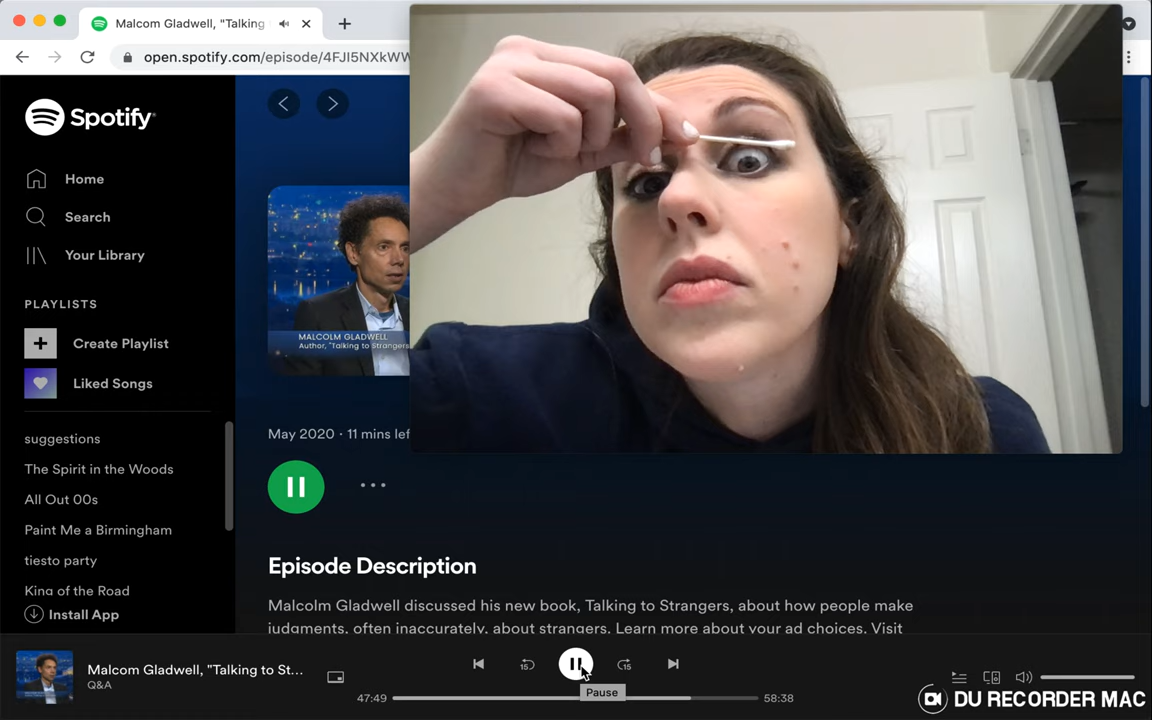 Malcom Gladwell, "Talking
open.spotify.com/episode/4FJI5NXkWW
Spotify
Home
Search
Your Library
PLAYLISTS
Create Playlist
Liked Songs
suggestions
The Spirit in the Woods
All Out 00s
Paint Me a Birmingham
tiesto party
King of the Road
Install App
MALCOLM GLADWELL
Author, "Talking to Strangers
May 2020 · 11 mins left
Episode Description
Malcolm Gladwell discussed his new book, Talking to Strangers, about how people make
judgments, often inaccurately, about strangers. Learn more about your ad choices. Visit
Malcom Gladwell, "Talking to St...
Q&A
15
15
Pause
47:49
58:38
DU RECORDER MAC